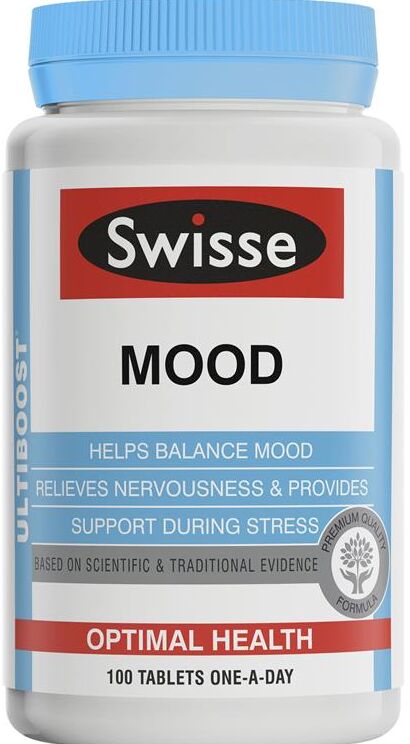 Swisse
MOOD
ULTIBOOST®
HELPS BALANCE MOOD
RELIEVES NERVOUSNESS & PROVIDES
SUPPORT DURING STRESS
BASED ON SCIENTIFIC & TRADITIONAL EVIDENCE
PREMIUM QUALITY
FORMULA
OPTIMAL HEALTH
100 TABLETS ONE-A-DAY